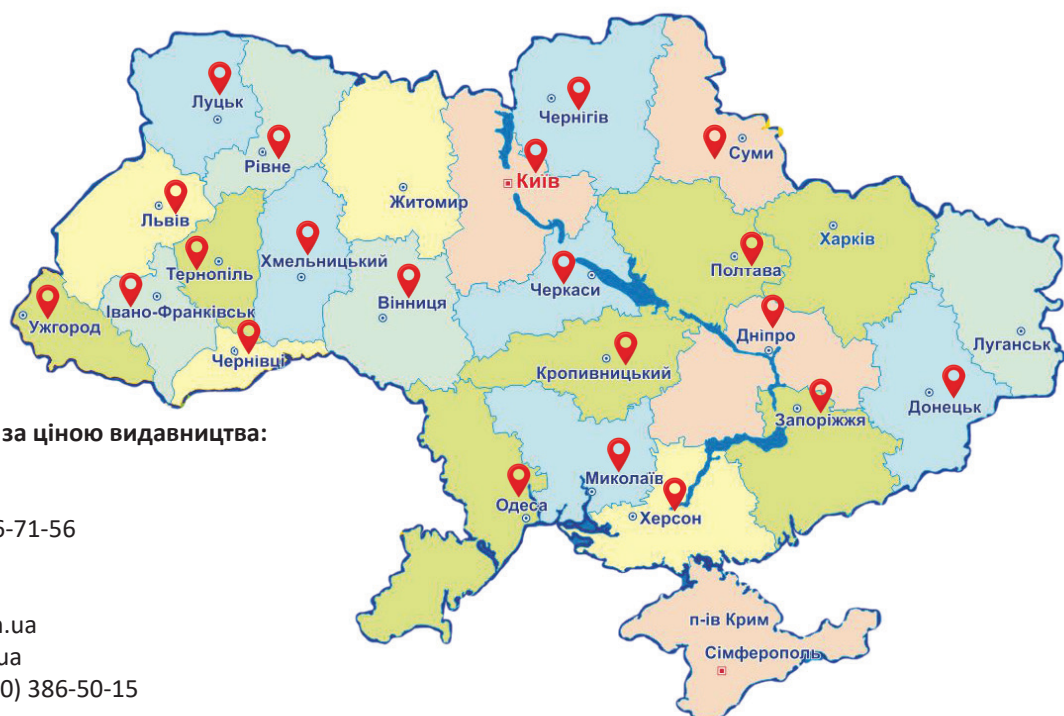 Луцьк
Чернігів
Суми
Рівне
Київ
Житомир
Львів
Харків
Тернопіль
Хмельницький
Полтава
Черкаси
Вінниця
Івано-Франківськ
Ужгород
Дніпро
Луганськ
Чернівці
Кропивницький
Донецьк
Запоріжжя
за ціною видавництва:
Миколаїв
Одеса
Херсон
6-71-56
п-ів Крим
Сімферополь
.ua
ua
0) 386-50-15